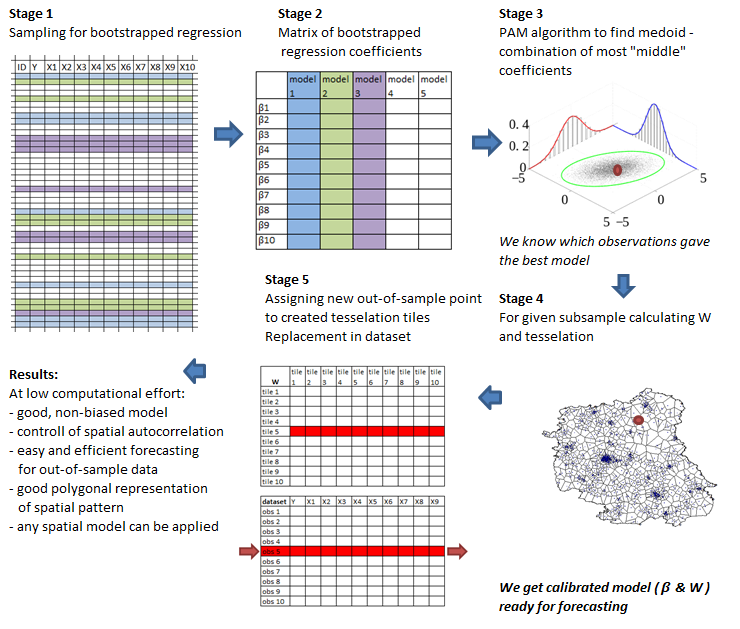 Stage 1
Sampling for bootstrapped regression
ID Y X1 X2 X3 X4 X5 X6 X7 X8 X9 X10
Stage 2
Matrix of bootstrapped
regression coefficients
model model model model model
1 2 3 4 5
β1
β2
β3
β4
β5
β6
β7
β8
β9
β10
Stage 3
PAM algorithm to find medoid -
combination of most "middle"
coefficients
0. 4
0. 2
0
−5
0
5
−5
0
5
We know which observations gave
the best model
Stage 4
For given subsample calculating W
and tesselation
We get calibrated model ( β & W )
ready for forecasting
Stage 5
Assigning new out-of-sample point
to created tesselation tiles
Replacement in dataset
tile tile tile tile tile tile tile tile tile tile
W 1 2 3 4 5 6 7 8 9 10
tile 1
tile 2
tile 3
tile 4
tile 5
tile 6
tile 7
tile 8
tile 9
tile 10
dataset Y X1 X2 X3 X4 X5 X6 X7 X8 X9
obs 1
obs 2
obs 3
obs 4
obs 5
obs 6
obs 7
obs 8
obs 9
obs 10
Results:
At low computational effort:
- good, non-biased model
- controll of spatial autocorrelation
- easy and efficient forecasting
for out-of-sample data
- good polygonal representation
of spatial pattern
- any spatial model can be applied